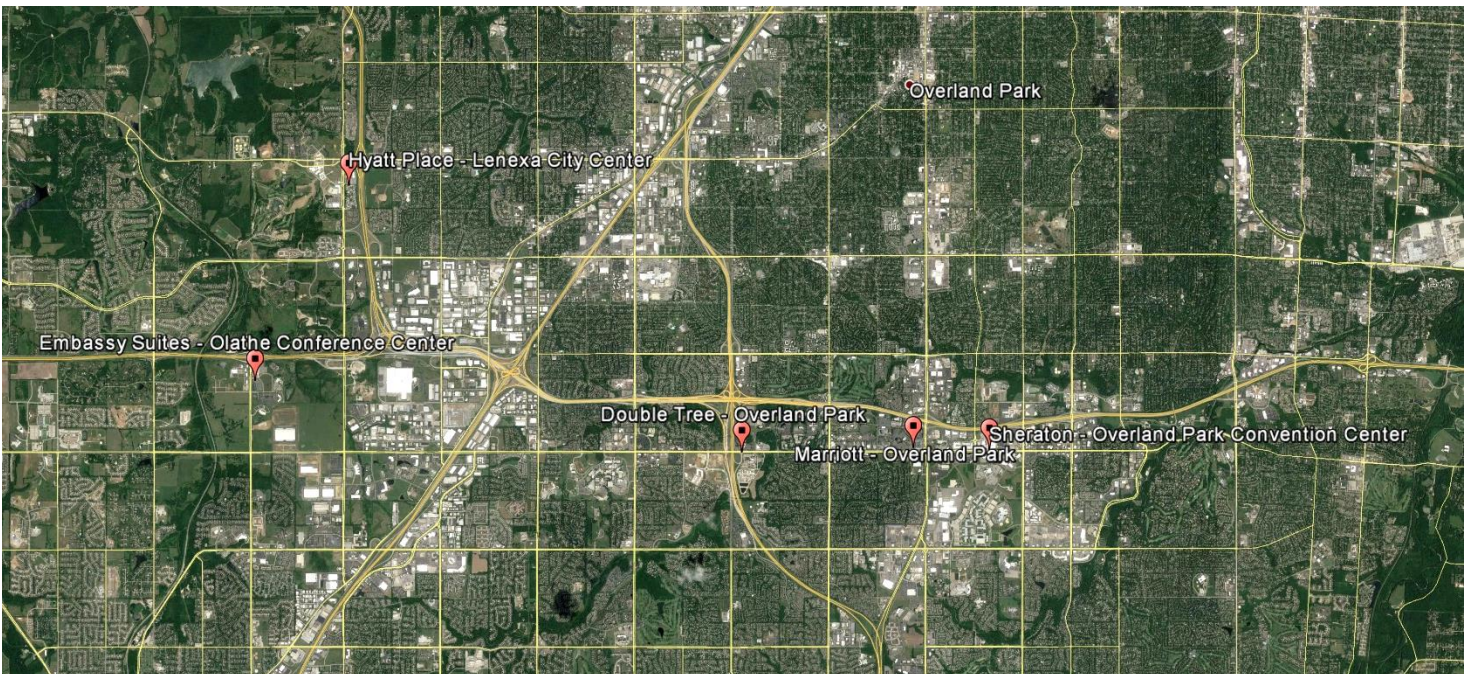 Overland Park
Hyatt Place - Lenexa City Center
Embassy Suites - Olathe Conference Center
Double Tree - Overland Park
Sheraton - Overland Park Convention Center
Marriott - Overland Park